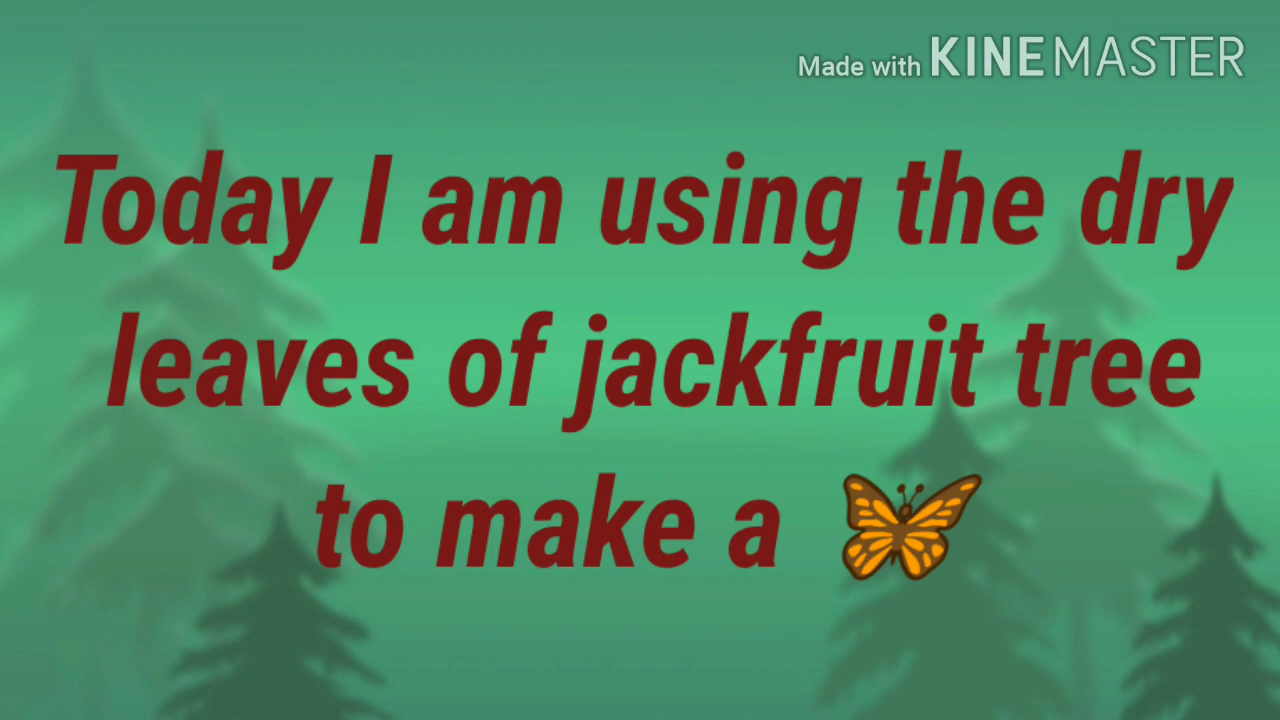 Made with KINEMASTER
Today I am using the dry
leaves of jackfruit tree
to make a 🦋